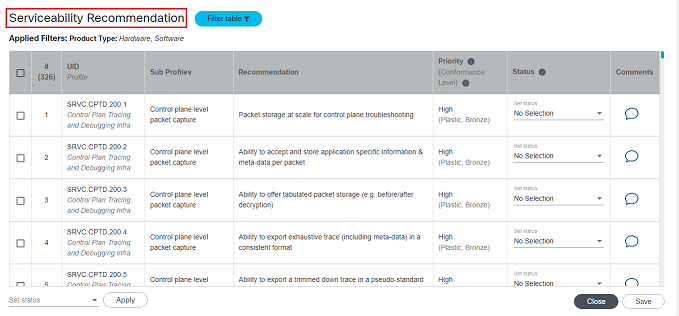 Serviceability Recommendation
Filter table
Applied Filters: Product Type: Hardware, Software
#
(326)
UID
Profile
Sub Profiles
Recommendation
Priority
(Conformance
Level)
Status
Comments
1
SRVC.CPTD.200.1
Control Plan Tracing
and Debugging Infra
Control plane level
packet capture
Packet storage at scale for control plane troubleshooting
High
(Plastic, Bronze)
Set status
No Selection
2
SRVC.CPTD.200.2
Control Plan Tracing
and Debugging Infra
Control plane level
packet capture
Ability to accept and store application specific information &
meta-data per packet
High
(Plastic, Bronze)
Set status
No Selection
3
SRVC.CPTD.200.3
Control Plan Tracing
and Debugging Infra
Control plane level
packet capture
Ability to offer tabulated packet storage (e.g. before/after
decryption)
High
(Plastic, Bronze)
Set status
No Selection
4
SRVC.CPTD.200.4
Control Plan Tracing
and Debugging Infra
Control plane level
packet capture
Ability to export exhaustive trace (including meta-data) in a
consistent format
High
(Plastic, Bronze)
Set status
No Selection
5
SRVC.CPTD.200.5
Control Plan Tracing
Control plane level
Ability to export a trimmed down trace in a pseudo-standard
High
Set status
No Selection
Set status
Apply
Close
Save